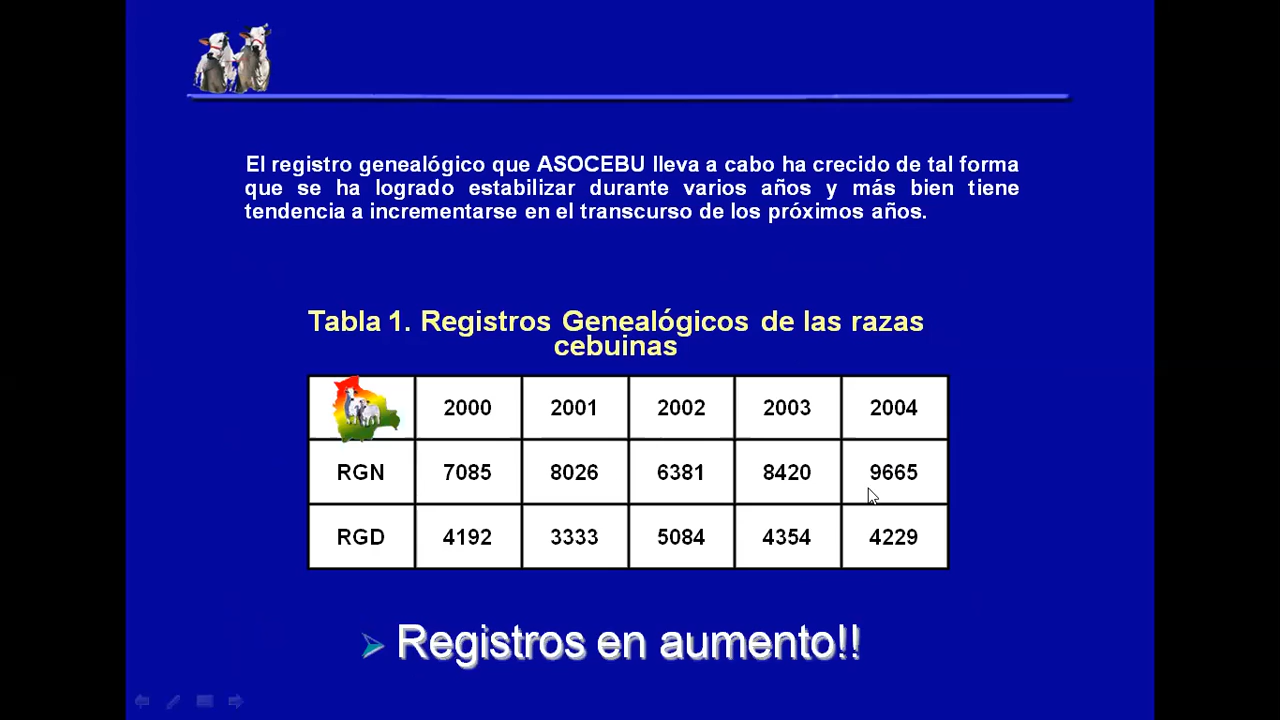 El registro genealógico que ASOCEBU lleva a cabo ha crecido de tal forma
que se ha logrado estabilizar durante varios años y más bien tiene
tendencia a incrementarse en el transcurso de los próximos años.
Tabla 1. Registros Genealógicos de las razas
cebuinas
2000 2001 2002 2003 2004
RGN 7085 8026 6381 8420 9665
RGD 4192 3333 5084 4354 4229
Registros en aumento!!